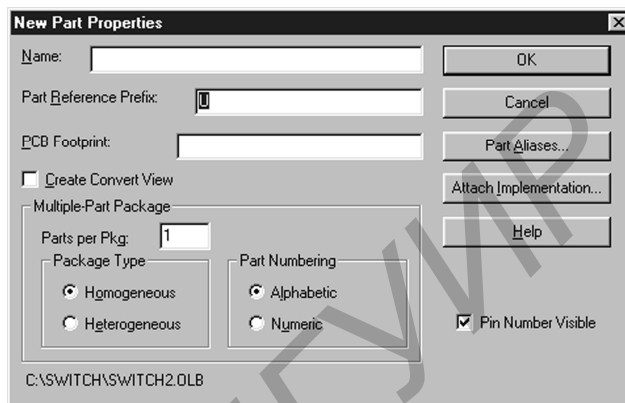 New Part Properties
Name:
OK
Part Reference Prefix: U
Cancel
PCB Footprint:
Part Aliases...
Create Convert View
Attach Implementation...
Multiple-Part Package
Parts per Pkg: 1
Help
Package Type
Part Numbering
Homogeneous
Alphabetic
Heterogeneous
Numeric
Pin Number Visible
C:\SWITCH\SWITCH2.OLB
ГУИР